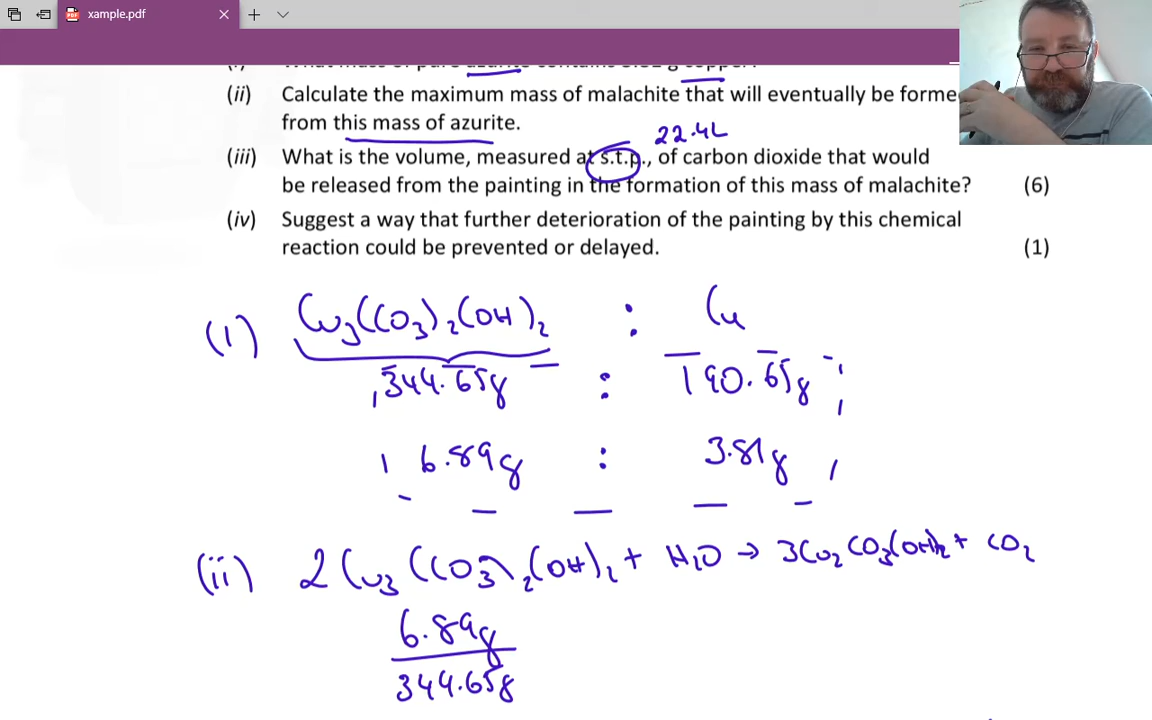 xample.pdf
(ii) Calculate the maximum mass of malachite that will eventually be forme
from this mass of azurite.
22.4L
(iii) What is the volume, measured at s.t.p., of carbon dioxide that would
be released from the painting in the formation of this mass of malachite? (6)
(iv) Suggest a way that further deterioration of the painting by this chemical
reaction could be prevented or delayed. (1)
(i) Cu3(CO3)2(OH)2 : Cu
344.65g : 190.65g
6.89g : 3.81g
(ii) 2Cu3(CO3)2(OH)2 + H2O → 3Cu2CO3(OH)2 + CO2
6.89g
344.65g